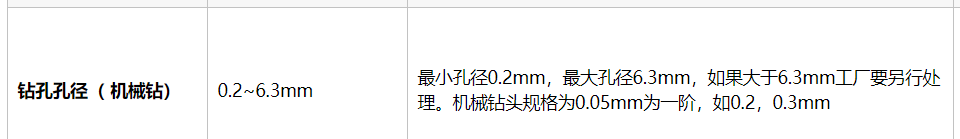 钻孔孔径（ 机械钻）
0.2~6.3mm
最小孔径0.2mm，最大孔径6.3mm，如果大于6.3mm工厂要另行处
理。机械钻头规格为0.05mm为一阶，如0.2，0.3mm